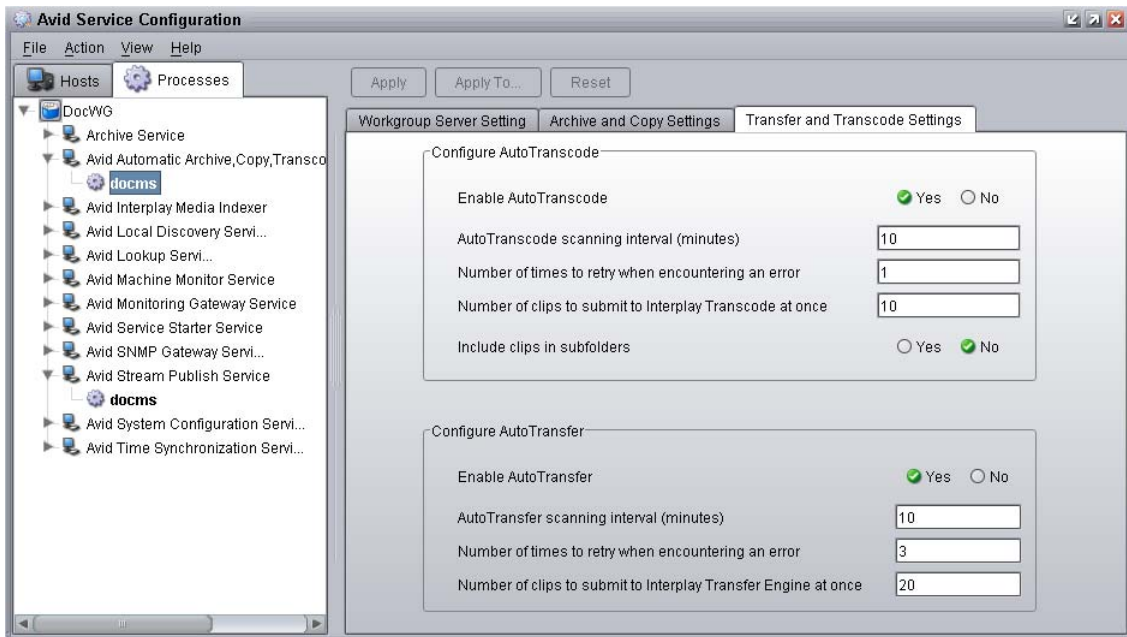 Avid Service Configuration
File Action View Help
Hosts Processes
DocWG
Archive Service
Avid Automatic Archive,Copy,Transco
docms
Avid Interplay Media Indexer
Avid Local Discovery Servi...
Avid Lookup Servi...
Avid Machine Monitor Service
Avid Monitoring Gateway Service
Avid Service Starter Service
Avid SNMP Gateway Servi...
Avid Stream Publish Service
docms
Avid System Configuration Servi...
Avid Time Synchronization Servi...
Apply Apply To... Reset
Workgroup Server Setting Archive and Copy Settings Transfer and Transcode Settings
Configure AutoTranscode
Enable AutoTranscode Yes No
AutoTranscode scanning interval (minutes) 10
Number of times to retry when encountering an error 1
Number of clips to submit to Interplay Transcode at once 10
Include clips in subfolders Yes No
Configure AutoTransfer
Enable AutoTransfer Yes No
AutoTransfer scanning interval (minutes) 10
Number of times to retry when encountering an error 3
Number of clips to submit to Interplay Transfer Engine at once 20